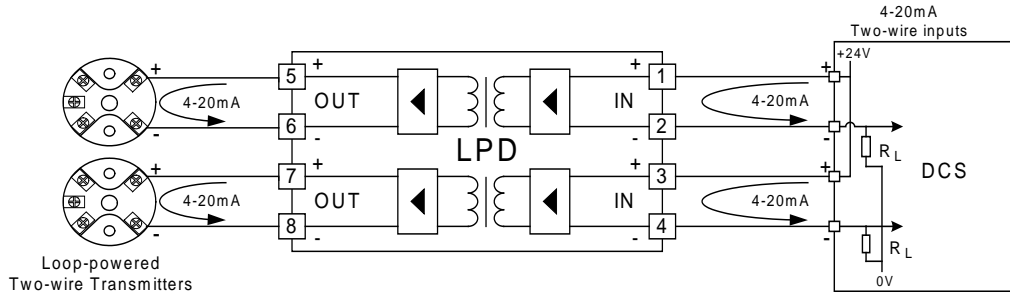 4-20mA
Two-wire inputs
+24V
+ 5 + + 1 +
4-20mA OUT IN 4-20mA
- 6 - - 2 -
R L
LPD
DCS
+ 7 + + 3 +
4-20mA OUT IN 4-20mA
- 8 - - 4 -
R L
0V
Loop-powered
Two-wire Transmitters